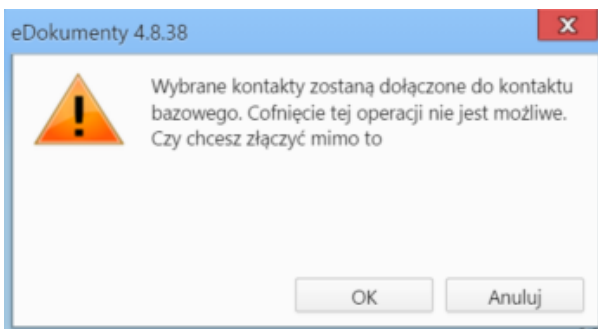 eDokumenty 4.8.38
Wybrane kontakty zostaną dołączone do kontaktu
bazowego. Cofnięcie tej operacji nie jest możliwe.
Czy chcesz złączyć mimo to
OK
Anuluj